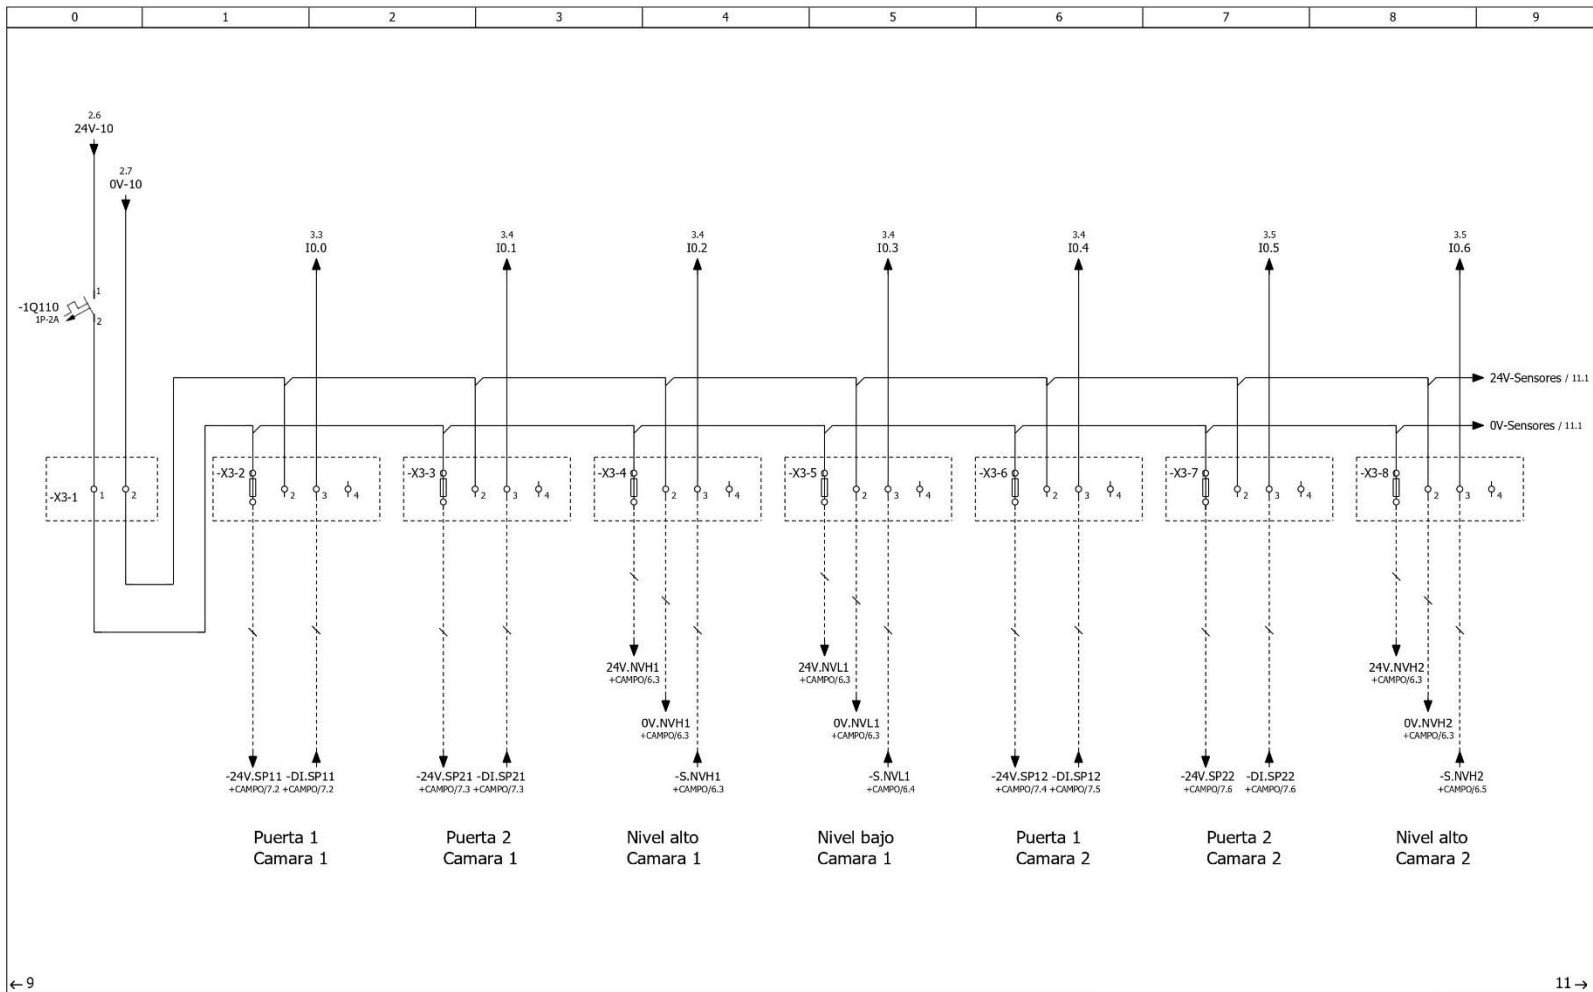 0 1 2 3 4 5 6 7 8 9
2.6
24V-10
2.7
0V-10
3.3 3.4 3.4 3.4 3.4 3.5 3.5
I0.0 I0.1 I0.2 I0.3 I0.4 I0.5 I0.6
1
-1Q110
1P-2A
2
24V-Sensores / 11.1
0V-Sensores / 11.1
-X3-2 -X3-3 -X3-4 -X3-5 -X3-6 -X3-7 -X3-8
-X3-1 1 2 2 3 4 2 3 4 2 3 4 2 3 4 2 3 4 2 3 4 2 3 4
24V.NVH1 24V.NVL1 24V.NVH2
+CAMPO/6.3 +CAMPO/6.3 +CAMPO/6.3
0V.NVH1 0V.NVL1 0V.NVH2
+CAMPO/6.3 +CAMPO/6.3 +CAMPO/6.3
-24V.SP11 -DI.SP11 -24V.SP21 -DI.SP21 -S.NVH1 -S.NVL1 -24V.SP12 -DI.SP12 -24V.SP22 -DI.SP22 -S.NVH2
+CAMPO/7.2 +CAMPO/7.2 +CAMPO/7.3 +CAMPO/7.3 +CAMPO/6.3 +CAMPO/6.4 +CAMPO/7.4 +CAMPO/7.5 +CAMPO/7.6 +CAMPO/7.6 +CAMPO/6.5
Puerta 1 Puerta 2 Nivel alto Nivel bajo Puerta 1 Puerta 2 Nivel alto
Camara 1 Camara 1 Camara 1 Camara 1 Camara 2 Camara 2 Camara 2
←9 11→